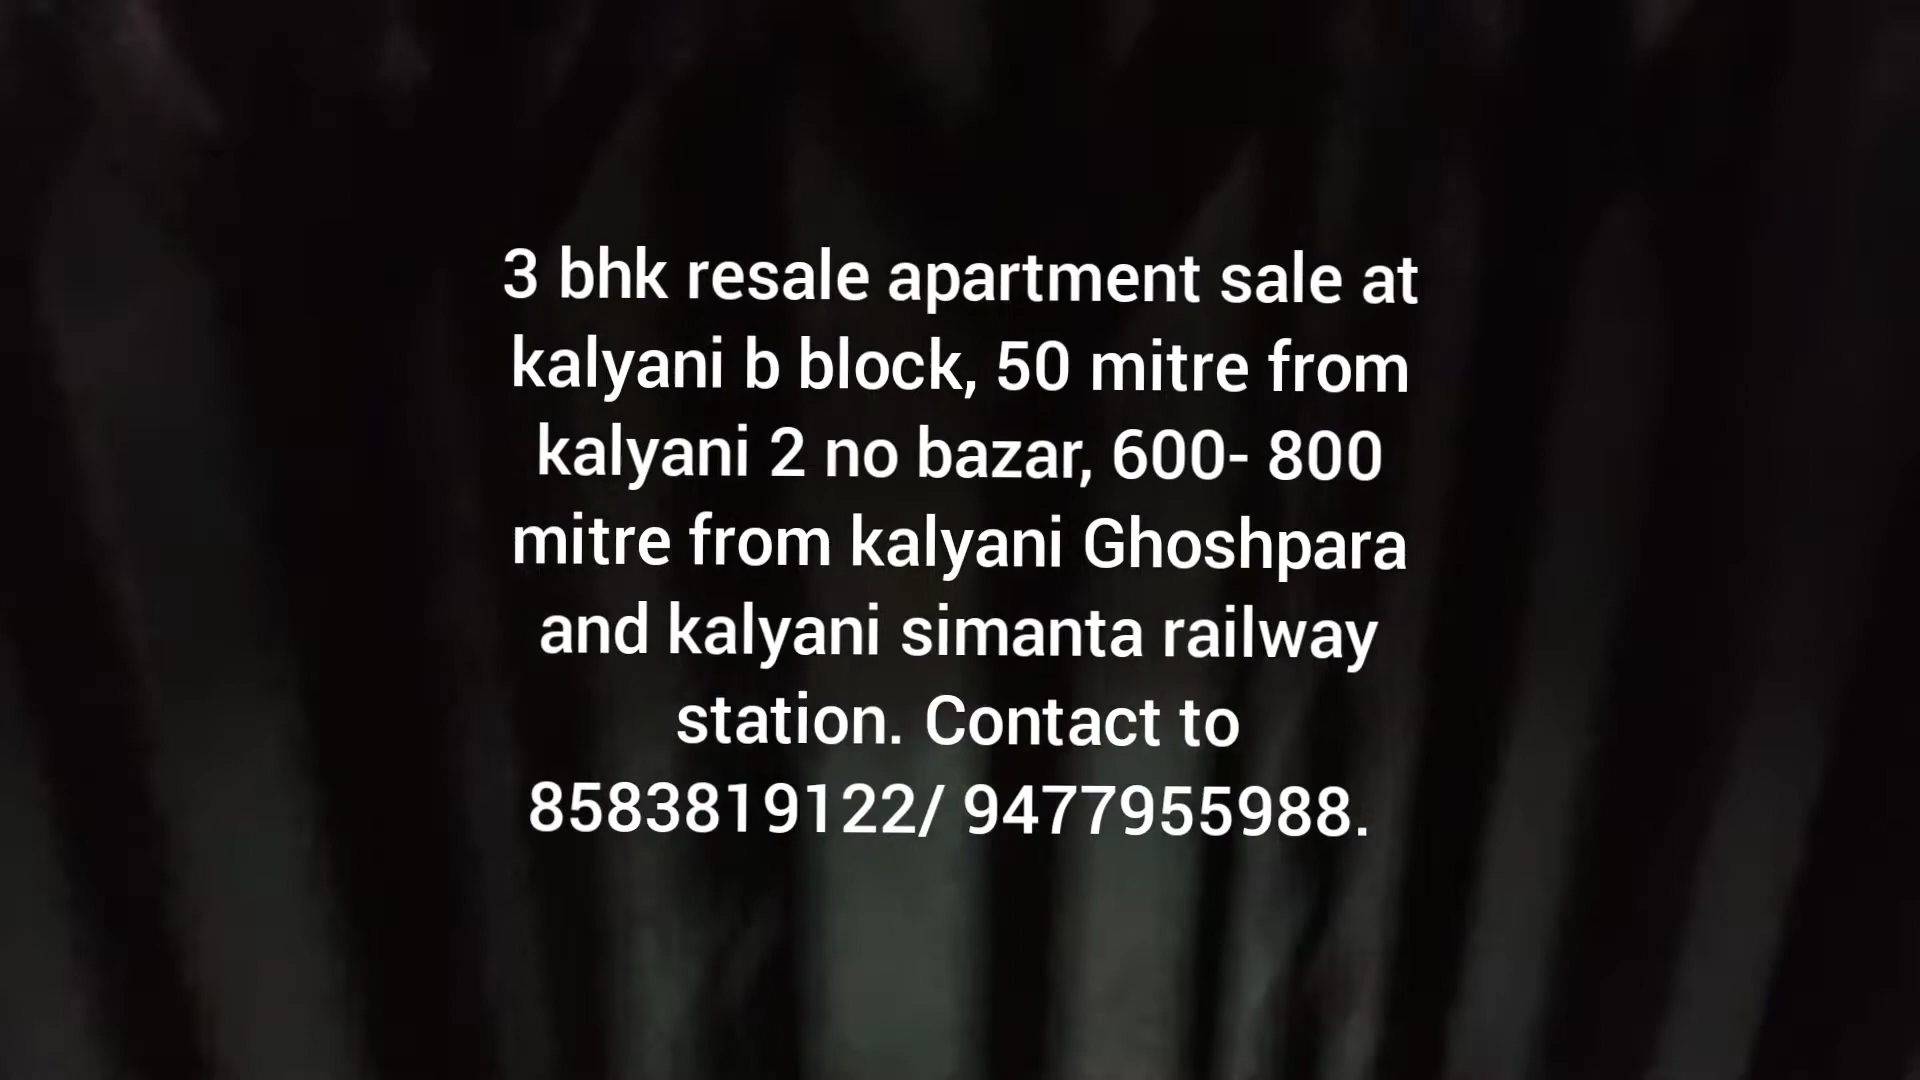 3 bhk resale apartment sale at
kalyani b block, 50 mitre from
kalyani 2 no bazar, 600- 800
mitre from kalyani Ghoshpara
and kalyani simanta railway
station. Contact to
8583819122/ 9477955988.